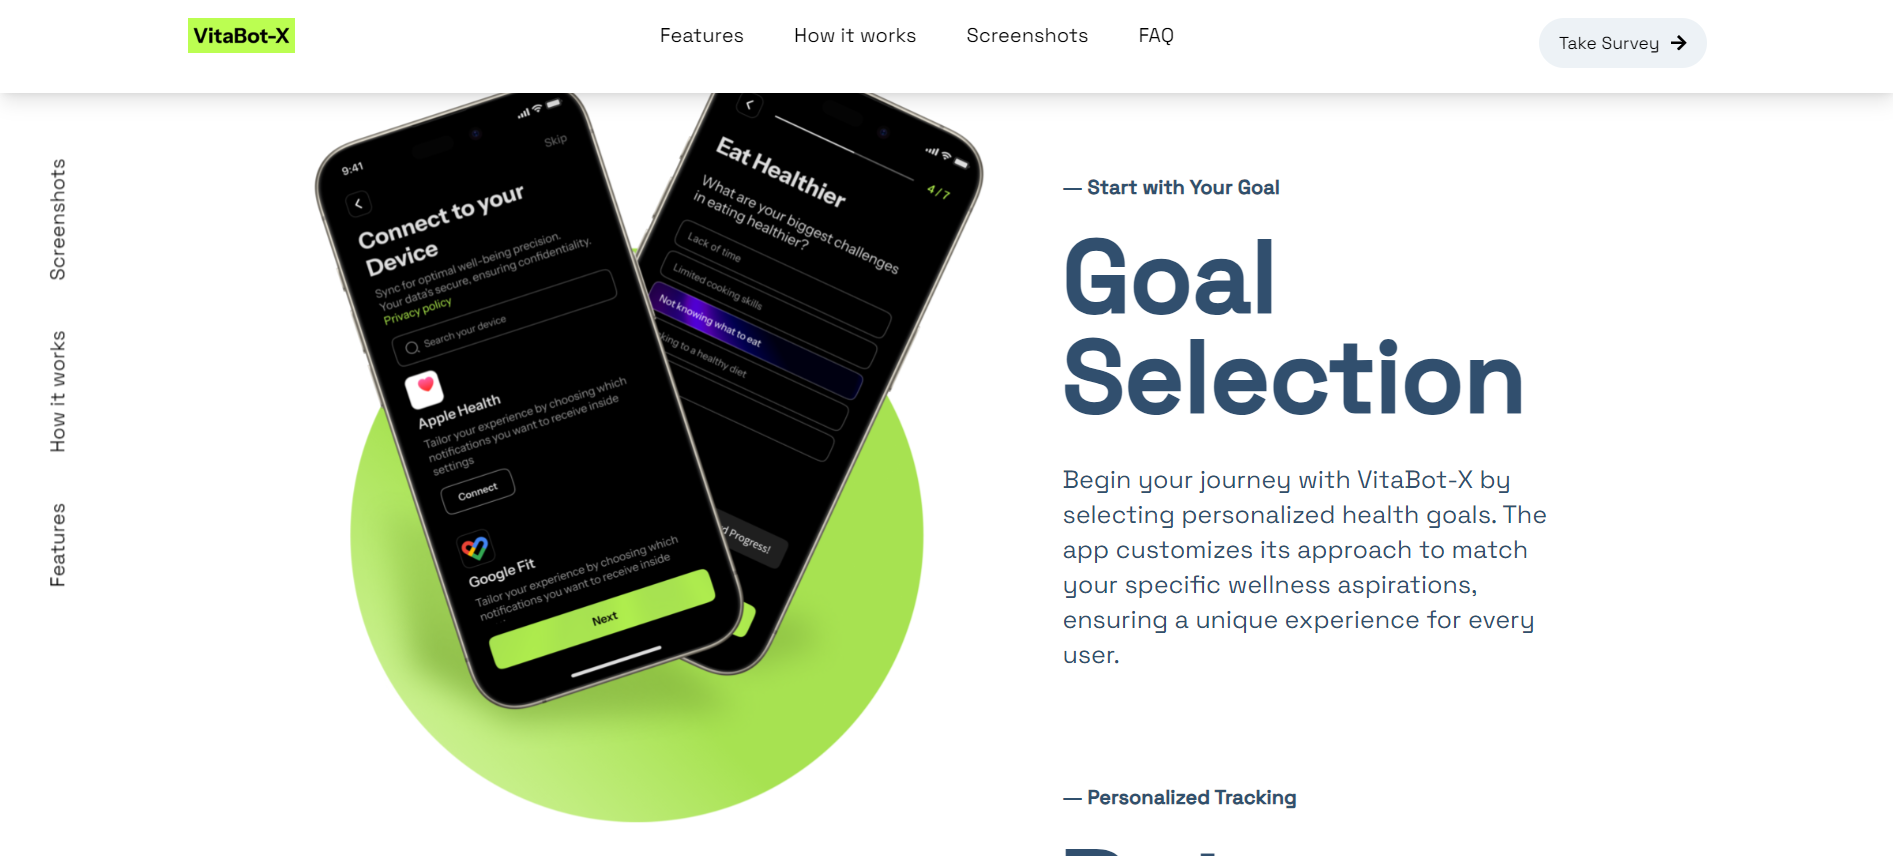 VitaBot-X
Features
How it works
Screenshots
FAQ
Take Survey
Screenshots
How it works
Features
9:41
Skip
Connect to your
Device
Sync for optimal well-being precision.
Your data's secure, ensuring confidentiality.
Privacy policy
Search your device
Apple Health
Tailor your experience by choosing which
notifications you want to receive inside
settings
Connect
Google Fit
Tailor your experience by choosing which
notifications you want to receive inside
Next
4/7
Eat Healthier
What are your biggest challenges
in eating healthier?
Lack of time
Limited cooking skills
Not knowing what to eat
to a healthy diet
Progress!
— Start with Your Goal
Goal
Selection
Begin your journey with VitaBot-X by
selecting personalized health goals. The
app customizes its approach to match
your specific wellness aspirations,
ensuring a unique experience for every
user.
— Personalized Tracking